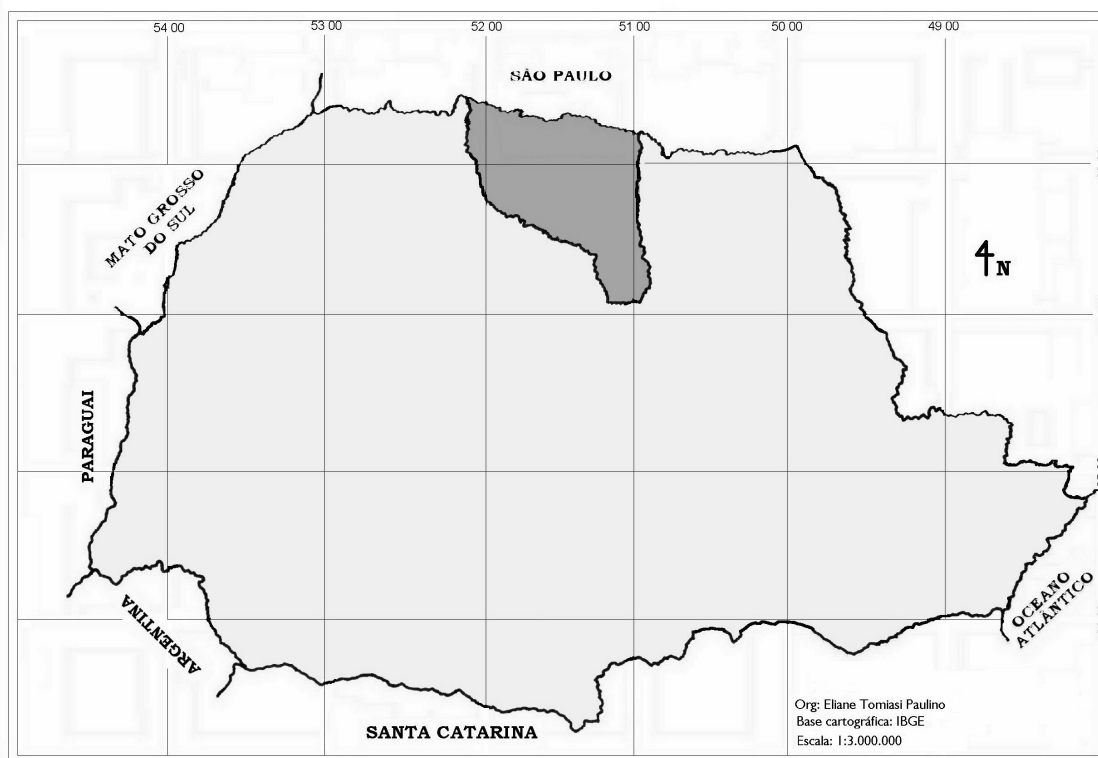 54 00
53 00
52 00
51 00
50 00
49 00
SÃO PAULO
MATO GROSSO
DO SUL
N
PARAGUAI
ARGENTINA
OCEANO
ATLÂNTICO
SANTA CATARINA
Org: Eliane Tomiasi Paulino
Base cartográfica: IBGE
Escala: 1:3.000.000